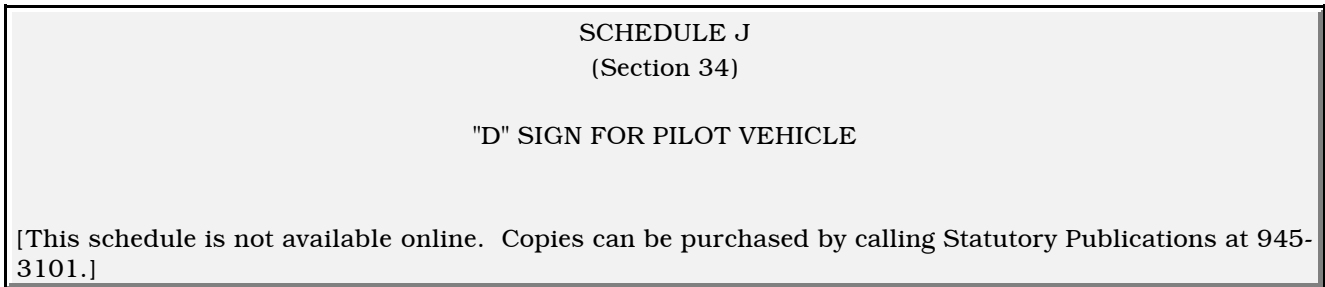 SCHEDULE J
(Section 34)
"D" SIGN FOR PILOT VEHICLE
[This schedule is not available online.  Copies can be purchased by calling Statutory Publications at 945-
3101.]